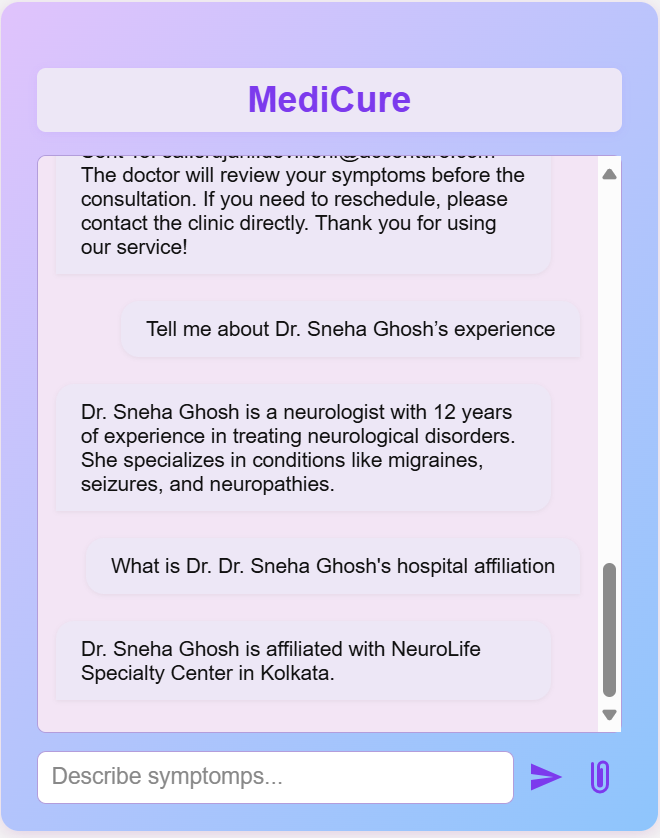 MediCure
The doctor will review your symptoms before the
consultation. If you need to reschedule, please
contact the clinic directly. Thank you for using
our service!
Tell me about Dr. Sneha Ghosh’s experience
Dr. Sneha Ghosh is a neurologist with 12 years
of experience in treating neurological disorders.
She specializes in conditions like migraines,
seizures, and neuropathies.
What is Dr. Dr. Sneha Ghosh's hospital affiliation
Dr. Sneha Ghosh is affiliated with NeuroLife
Specialty Center in Kolkata.
Describe symptomps...